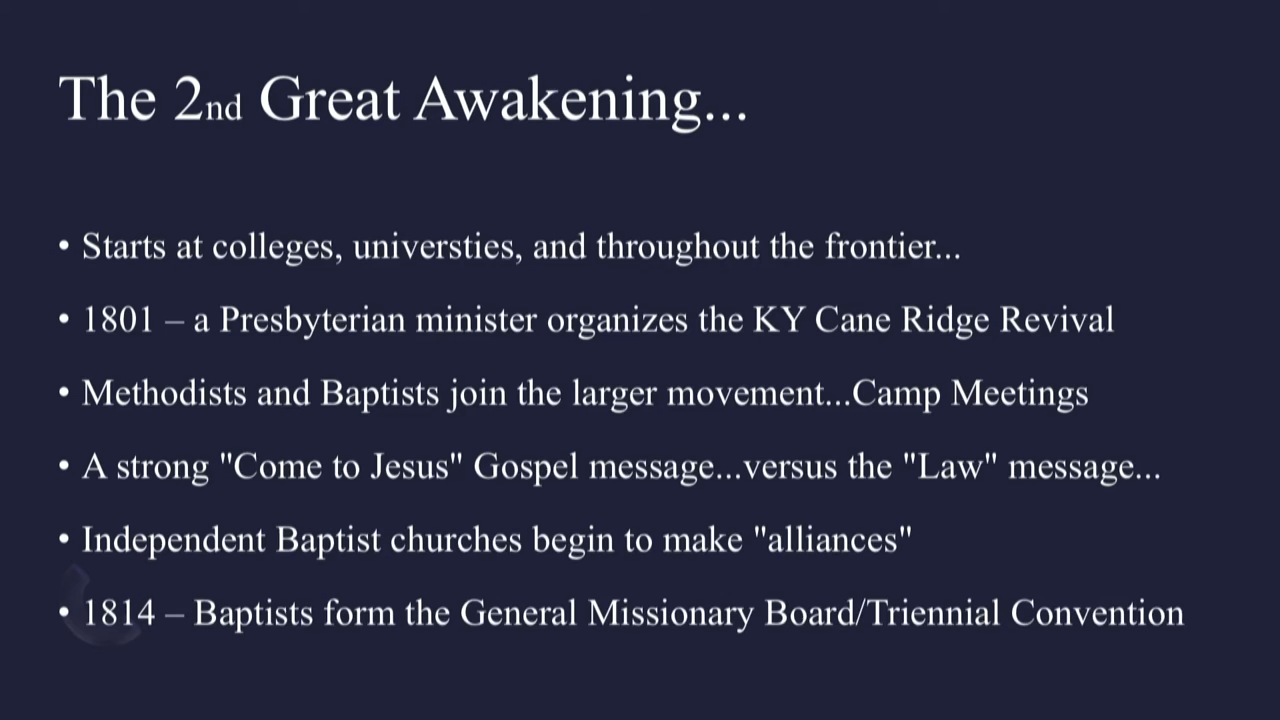 The 2nd Great Awakening...
• Starts at colleges, universties, and throughout the frontier...
• 1801 – a Presbyterian minister organizes the KY Cane Ridge Revival
• Methodists and Baptists join the larger movement...Camp Meetings
• A strong "Come to Jesus" Gospel message...versus the "Law" message...
• Independent Baptist churches begin to make "alliances"
• 1814 – Baptists form the General Missionary Board/Triennial Convention